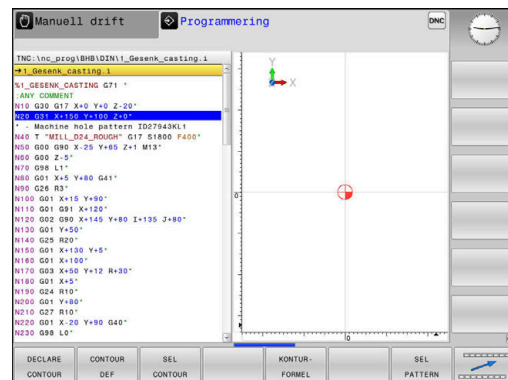 Manuell drift
Programmering
DNC
TNC:\nc_prog\BHB\DIN\1_Gesenk_casting.i
→1_Gesenk_casting.i
%1_GESENK_CASTING G71 *
;ANY COMMENT
N10 G30 G17 X+0 Y+0 Z-20*
N20 G31 X+150 Y+100 Z+0*
* - Machine hole pattern ID27943KL1
N40 T "MILL_D24_ROUGH" G17 S1800 F400*
N50 G00 G90 X-25 Y+65 Z+1 M13*
N60 G00 Z-5*
N70 G98 L1*
N80 G01 X+5 Y+80 G41*
N90 G26 R3*
N100 G01 X+15 Y+90*
N110 G01 G91 X+120*
N120 G02 G90 X+145 Y+80 I+135 J+80*
N130 G01 Y+50*
N140 G25 R20*
N150 G01 X+130 Y+5*
N160 G01 X+100*
N170 G03 X+50 Y+12 R+30*
N180 G01 X+5*
N190 G24 R10*
N200 G01 Y+80*
N210 G27 R10*
N220 G01 X-20 Y+90 G40*
N230 G98 L0*
Y
X
0
0
DECLARE CONTOUR
CONTOUR DEF
SEL CONTOUR
KONTUR- FORMEL
SEL PATTERN